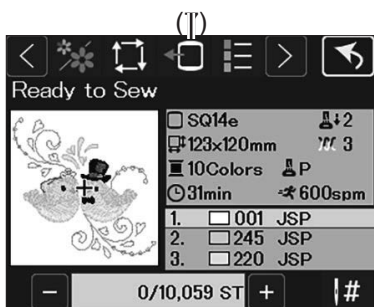 (T)
Ready to Sew
SQ14e 2
123x120mm 3
10Colors P
31min 600spm
1. 001 JSP
2. 245 JSP
3. 220 JSP
− 0/10,059 ST + #